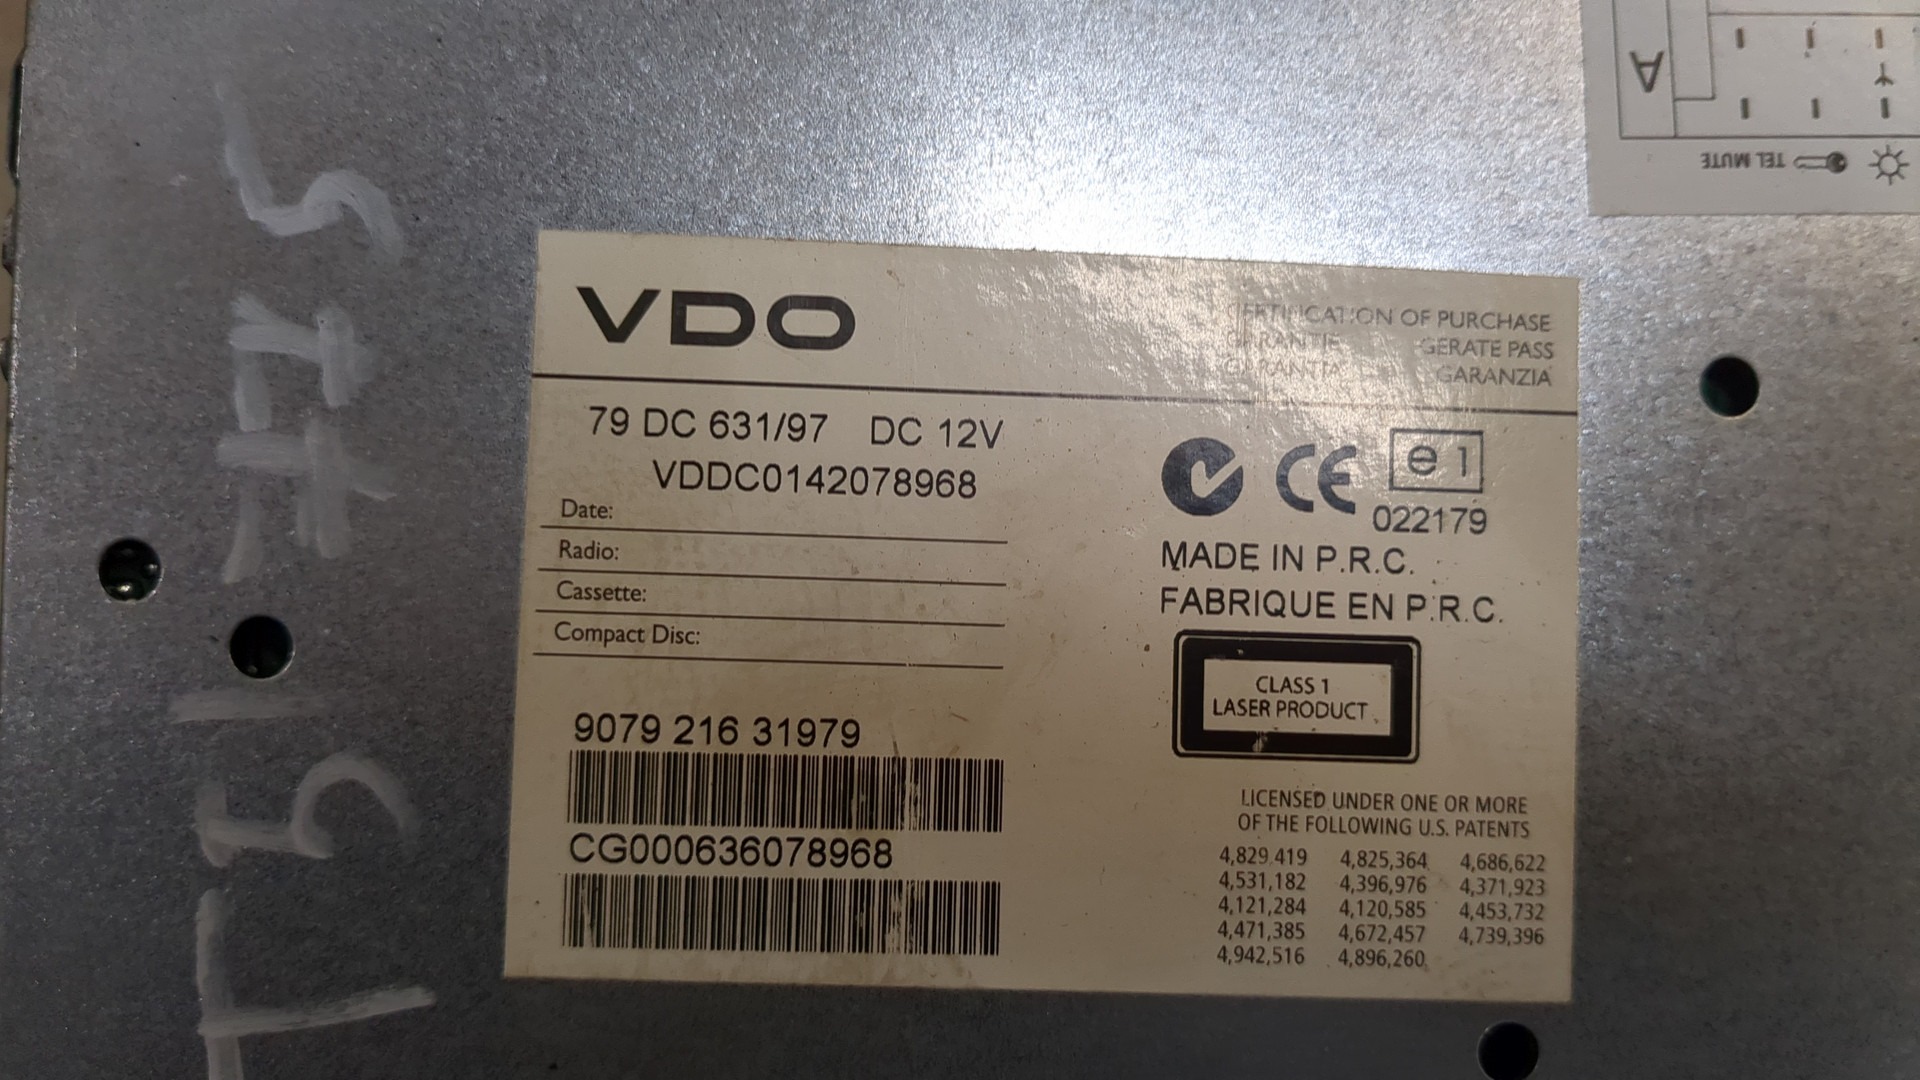 VDO
CERTIFICATION OF PURCHASE
GARANTIE GERATE PASS
GARANTIA GARANZIA
79 DC 631/97 DC 12V
VDDC0142078968
Date:
Radio:
Cassette:
Compact Disc:
9079 216 31979
CG000636078968
CE e1
022179
MADE IN P.R.C.
FABRIQUE EN P.R.C.
CLASS 1
LASER PRODUCT
LICENSED UNDER ONE OR MORE
OF THE FOLLOWING U.S. PATENTS
4,829,419 4,825,364 4,686,622
4,531,182 4,396,976 4,371,923
4,121,284 4,120,585 4,453,732
4,471,385 4,672,457 4,739,396
4,942,516 4,896,260
A
TEL MUTE